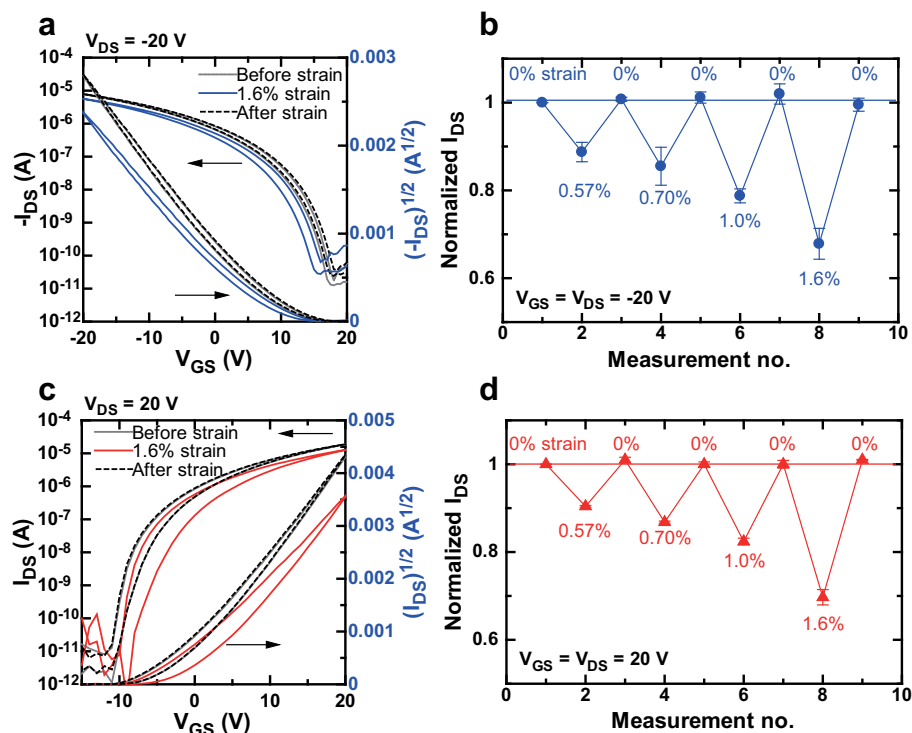 a
V_DS = -20 V
Before strain
1.6% strain
After strain
10^-4
10^-5
10^-6
10^-7
10^-8
10^-9
10^-10
10^-11
10^-12
-I_DS (A)
-20 -10 0 10 20
V_GS (V)
0.003
0.002
0.001
0
(-I_DS)^1/2 (A^1/2)
b
0% strain 0% 0% 0% 0%
0.57%
0.70%
1.0%
1.6%
V_GS = V_DS = -20 V
1
0.8
0.6
Normalized I_DS
0 2 4 6 8 10
Measurement no.
c
V_DS = 20 V
Before strain
1.6% strain
After strain
10^-4
10^-5
10^-6
10^-7
10^-8
10^-9
10^-10
10^-11
10^-12
I_DS (A)
-10 0 10 20
V_GS (V)
0.005
0.004
0.003
0.002
0.001
0
(I_DS)^1/2 (A^1/2)
d
0% strain 0% 0% 0% 0%
0.57%
0.70%
1.0%
1.6%
V_GS = V_DS = 20 V
1
0.8
0.6
Normalized I_DS
0 2 4 6 8 10
Measurement no.